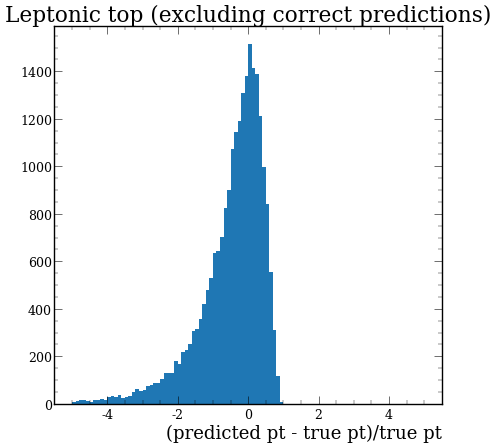 Leptonic top (excluding correct predictions)
1400
1200
1000
800
600
400
200
0
-4 -2 0 2 4
(predicted pt - true pt)/true pt